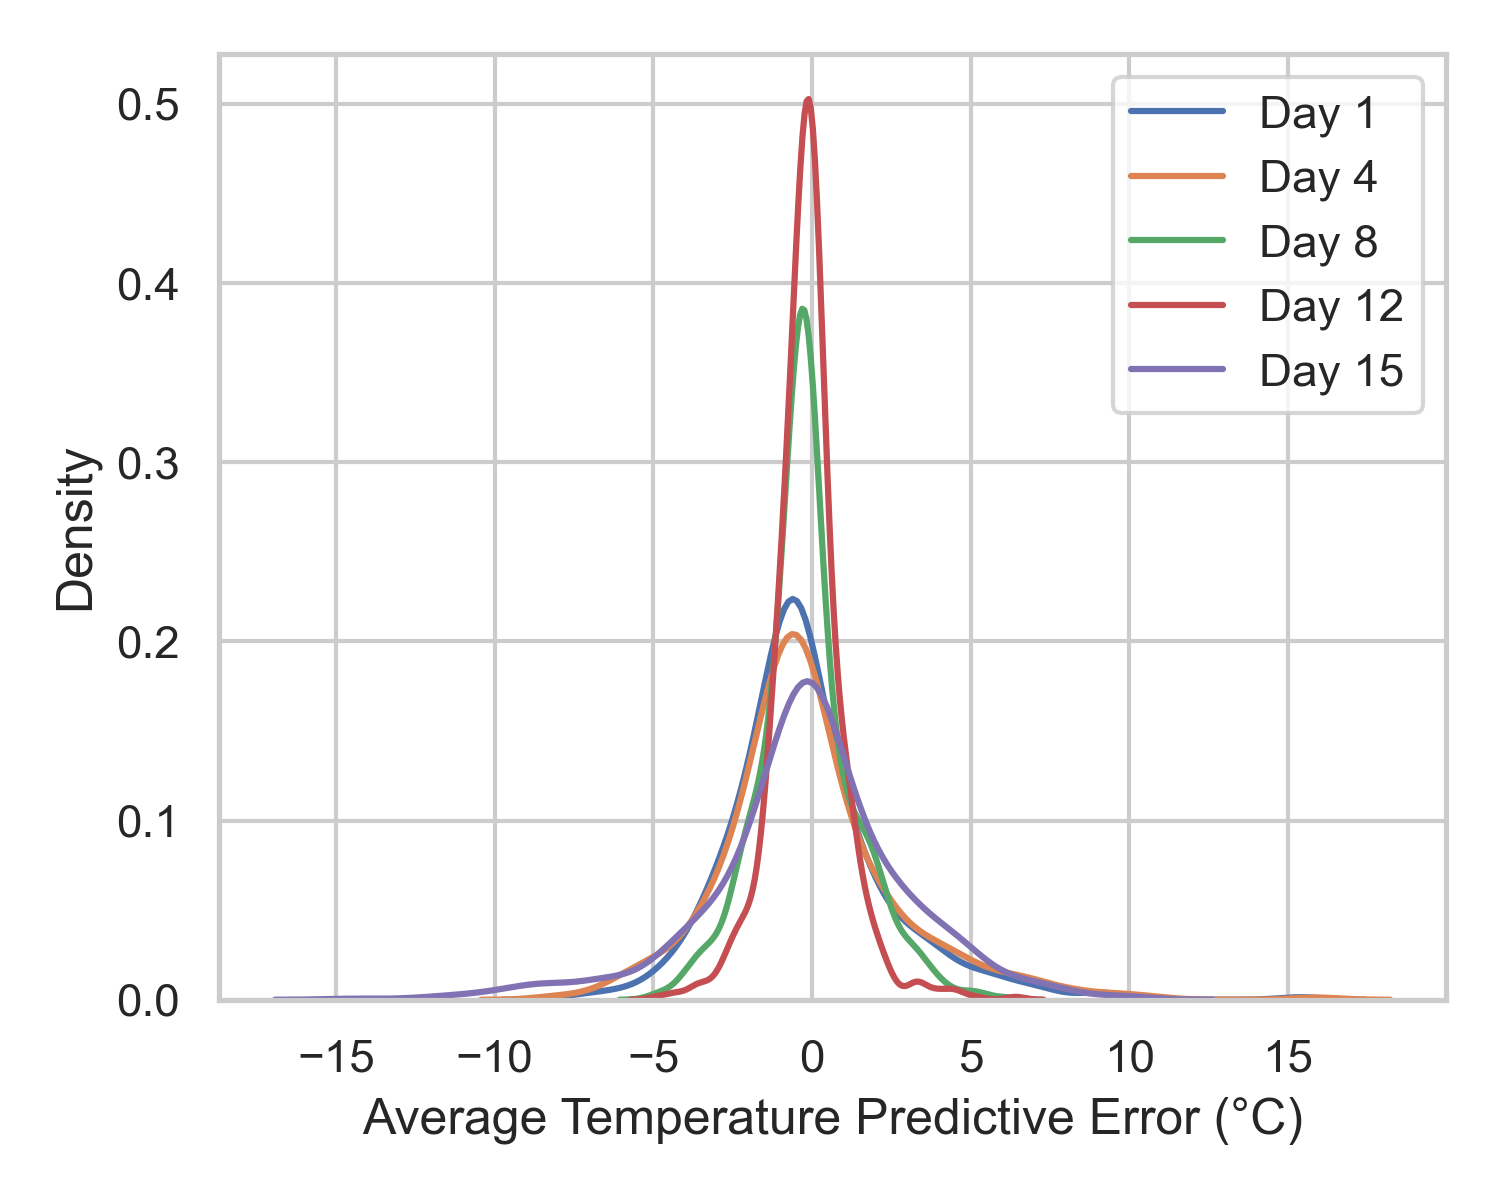 Density
0.5
0.4
0.3
0.2
0.1
0.0
Day 1
Day 4
Day 8
Day 12
Day 15
−15 −10 −5 0 5 10 15
Average Temperature Predictive Error (°C)